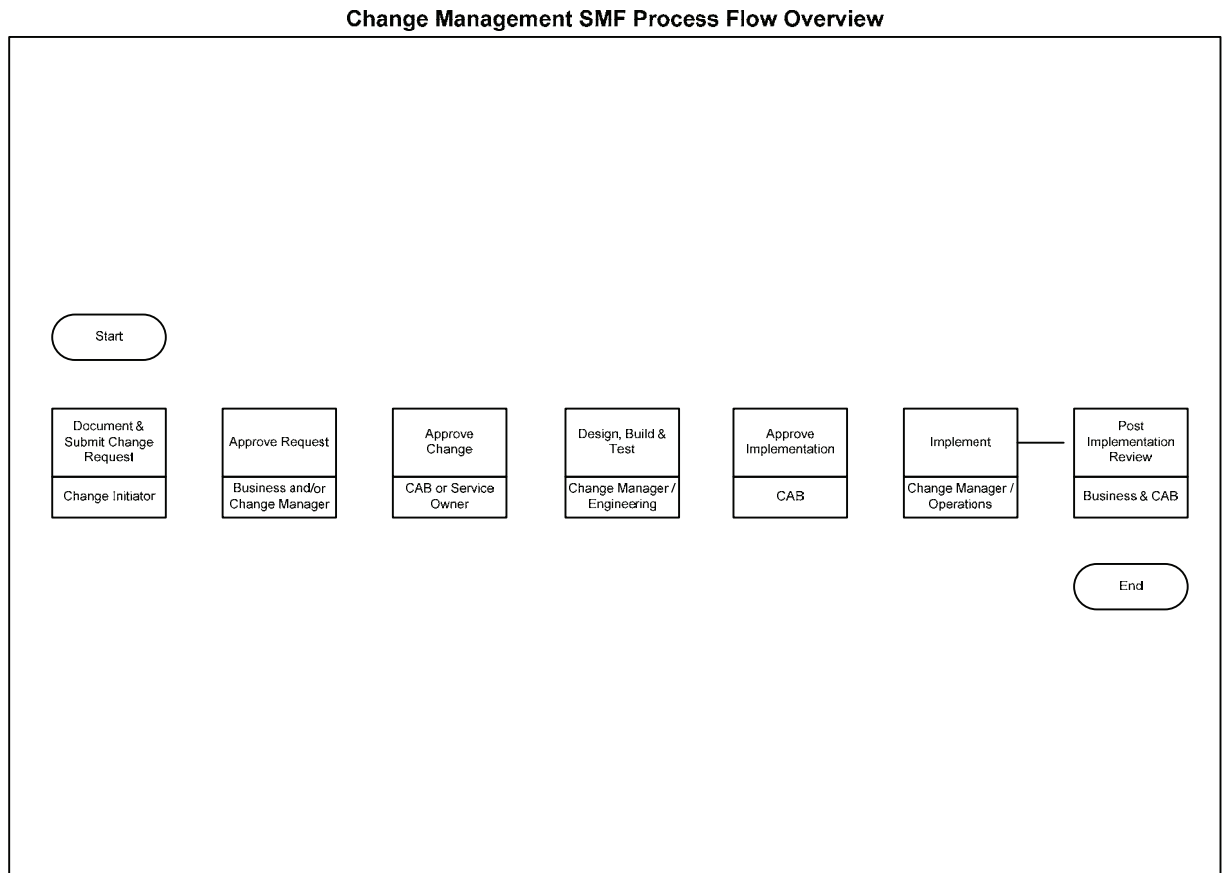 Change Management SMF Process Flow Overview
Start
Document &
Submit Change
Request
Change Initiator
Approve Request
Business and/or
Change Manager
Approve
Change
CAB or Service
Owner
Design, Build &
Test
Change Manager /
Engineering
Approve
Implementation
CAB
Implement
Change Manager /
Operations
Post
Implementation
Review
Business & CAB
End